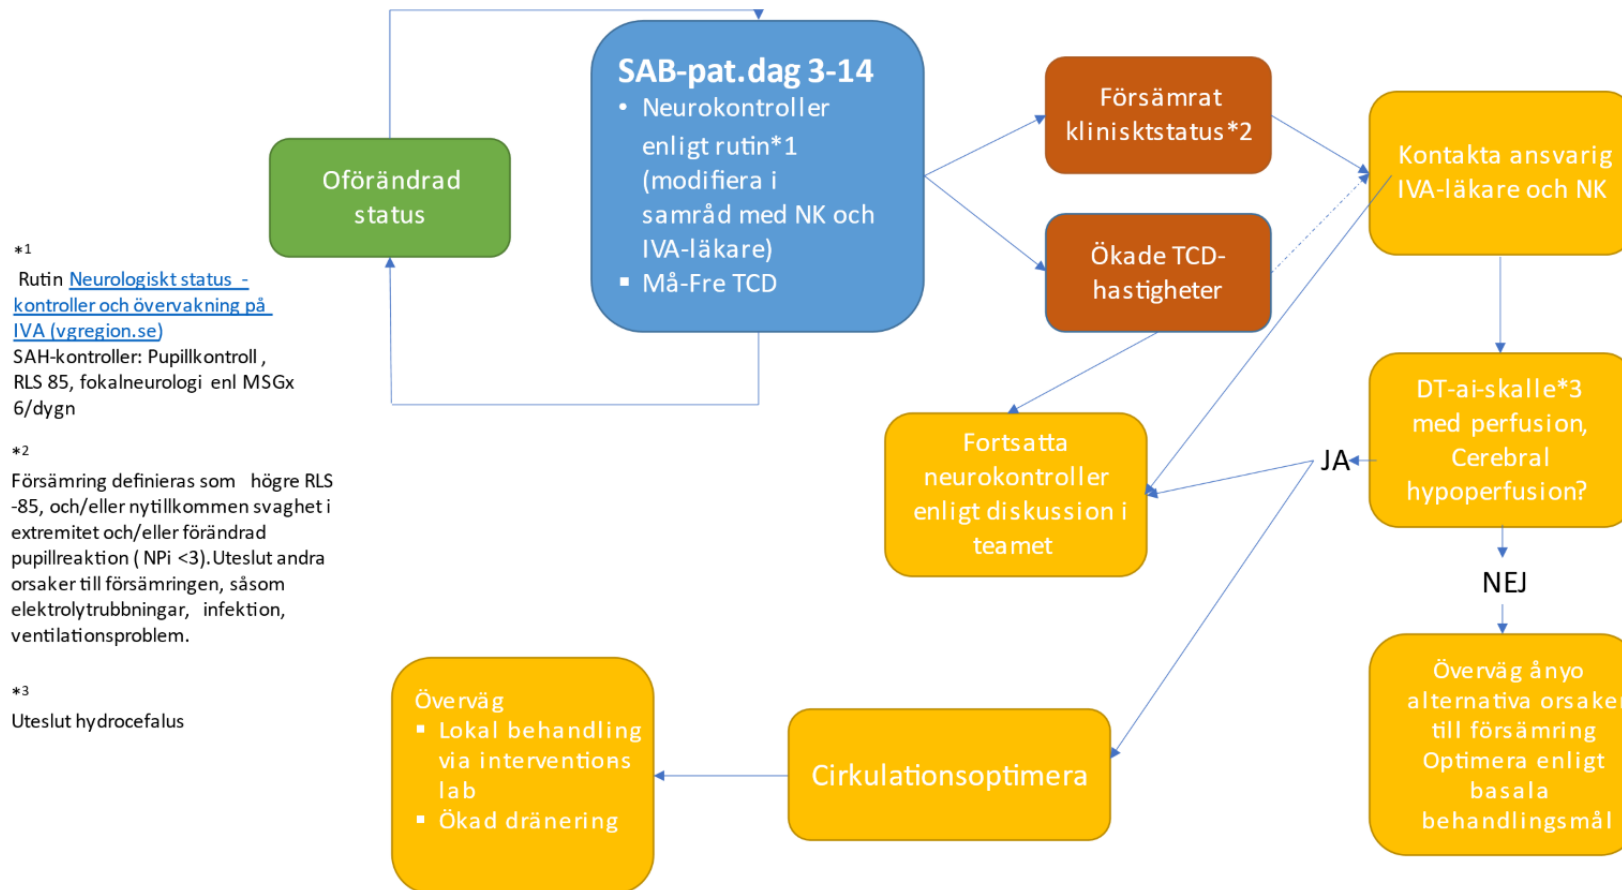 SAB-pat.dag 3-14
• Neurokontroller
enligt rutin*1
(modifiera i
samråd med NK och
IVA-läkare)
▪ Må-Fre TCD
Oförändrad
status
Försämrat
klinisktstatus*2
Ökade TCD-
hastigheter
Kontakta ansvarig
IVA-läkare och NK
DT-ai-skalle*3
med perfusion,
Cerebral
hypoperfusion?
JA
NEJ
Fortsatta
neurokontroller
enligt diskussion i
teamet
Överväg ånyo
alternativa orsaker
till försämring
Optimera enligt
basala
behandlingsmål
Cirkulationsoptimera
Överväg
▪ Lokal behandling
via interventions
lab
▪ Ökad dränering
*1
Rutin Neurologiskt status -
kontroller och övervakning på
IVA (vgregion.se)
SAH-kontroller: Pupillkontroll ,
RLS 85, fokalneurologi enl MSGx
6/dygn
*2
Försämring definieras som högre RLS
-85, och/eller nytillkommen svaghet i
extremitet och/eller förändrad
pupillreaktion ( NPi <3).Uteslut andra
orsaker till försämringen, såsom
elektrolytrubbningar, infektion,
ventilationsproblem.
*3
Uteslut hydrocefalus